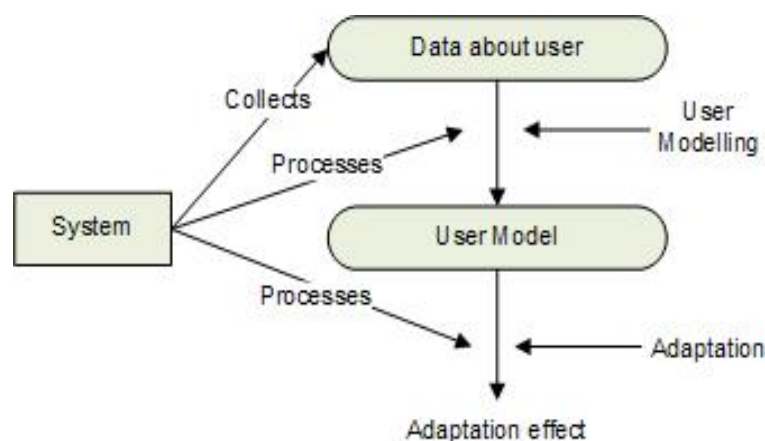 Data about user
Collects
User
Modelling
Processes
System
User Model
Processes
Adaptation
Adaptation effect